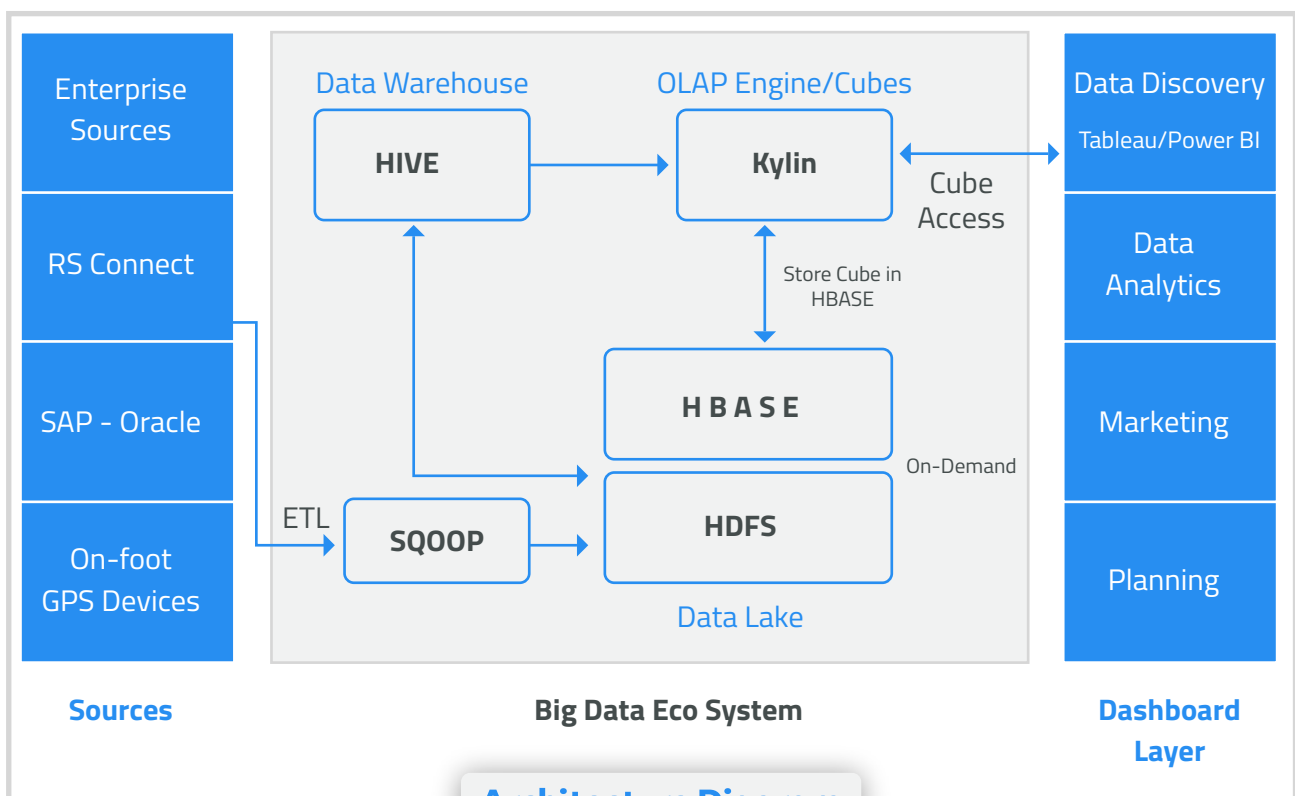 Enterprise
Sources
RS Connect
SAP - Oracle
On-foot
GPS Devices
Sources
Data Warehouse
HIVE
OLAP Engine/Cubes
Kylin
Cube
Access
Store Cube in
HBASE
H B A S E
On-Demand
HDFS
ETL
SQOOP
Data Lake
Big Data Eco System
Data Discovery
Tableau/Power BI
Data
Analytics
Marketing
Planning
Dashboard
Layer
Architecture Diagram